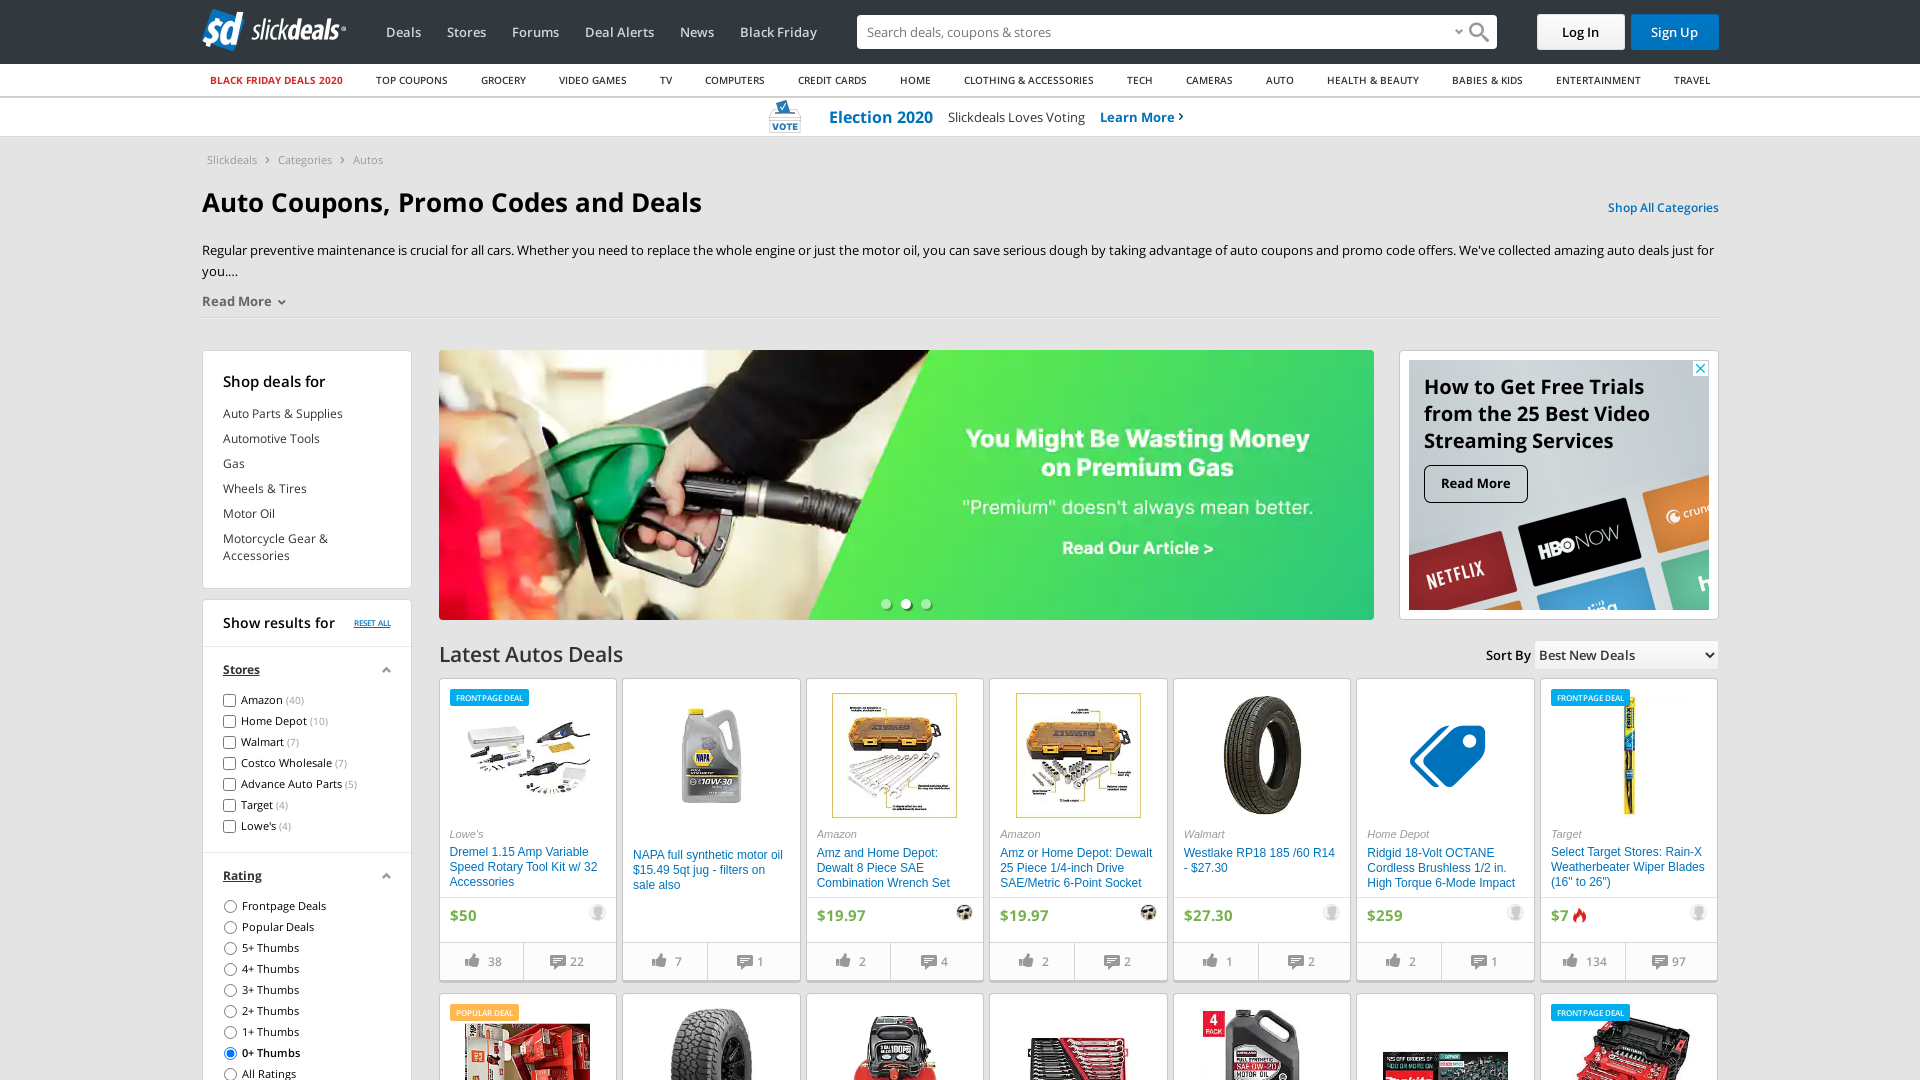 slickdeals
Deals
Stores
Forums
Deal Alerts
News
Black Friday
Search deals, coupons & stores
Log In
Sign Up
BLACK FRIDAY DEALS 2020
TOP COUPONS
GROCERY
VIDEO GAMES
TV
COMPUTERS
CREDIT CARDS
HOME
CLOTHING & ACCESSORIES
TECH
CAMERAS
AUTO
HEALTH & BEAUTY
BABIES & KIDS
ENTERTAINMENT
TRAVEL
VOTE
Election 2020 Slickdeals Loves Voting Learn More
Slickdeals > Categories > Autos
Auto Coupons, Promo Codes and Deals
Shop All Categories
Regular preventive maintenance is crucial for all cars. Whether you need to replace the whole engine or just the motor oil, you can save serious dough by taking advantage of auto coupons and promo code offers. We've collected amazing auto deals just for
you....
Read More
Shop deals for
Auto Parts & Supplies
Automotive Tools
Gas
Wheels & Tires
Motor Oil
Motorcycle Gear &
Accessories
Show results for
RESET ALL
Stores
Amazon (40)
Home Depot (10)
Walmart (7)
Costco Wholesale (7)
Advance Auto Parts (5)
Target (4)
Lowe's (4)
Rating
Frontpage Deals
Popular Deals
5+ Thumbs
4+ Thumbs
3+ Thumbs
2+ Thumbs
1+ Thumbs
0+ Thumbs
All Ratings
You Might Be Wasting Money
on Premium Gas
"Premium" doesn't always mean better.
Read Our Article >
How to Get Free Trials
from the 25 Best Video
Streaming Services
Read More
NETFLIX
HBO NOW
Latest Autos Deals
Sort By
Best New Deals
FRONTPAGE DEAL
Lowe's
Dremel 1.15 Amp Variable
Speed Rotary Tool Kit w/ 32
Accessories
$50
38
22
NAPA
10W-30
NAPA full synthetic motor oil
$15.49 5qt jug - filters on
sale also
7
1
Amazon
Amz and Home Depot:
Dewalt 8 Piece SAE
Combination Wrench Set
$19.97
2
4
Amazon
Amz or Home Depot: Dewalt
25 Piece 1/4-inch Drive
SAE/Metric 6-Point Socket
$19.97
2
2
Walmart
Westlake RP18 185 /60 R14
- $27.30
$27.30
1
2
Home Depot
Ridgid 18-Volt OCTANE
Cordless Brushless 1/2 in.
High Torque 6-Mode Impact
$259
2
1
FRONTPAGE DEAL
RAIN-X
Target
Select Target Stores: Rain-X
Weatherbeater Wiper Blades
(16" to 26")
$7
134
97
POPULAR DEAL
4
PACK
KIRKLAND
FULL SYNTHETIC
SAE 0W-20
MOTOR OIL
FRONTPAGE DEAL